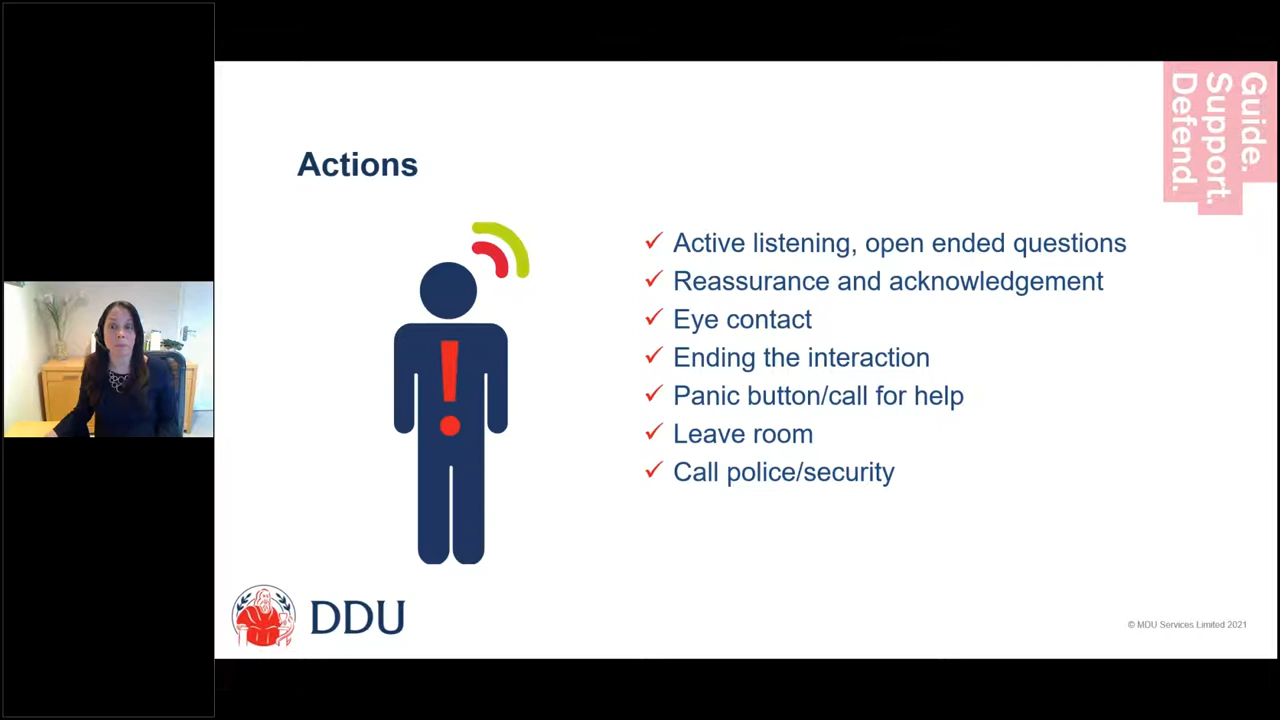 Guide.
Support.
Defend.
Actions
Active listening, open ended questions
Reassurance and acknowledgement
Eye contact
Ending the interaction
Panic button/call for help
Leave room
Call police/security
DDU
© MDU Services Limited 2021